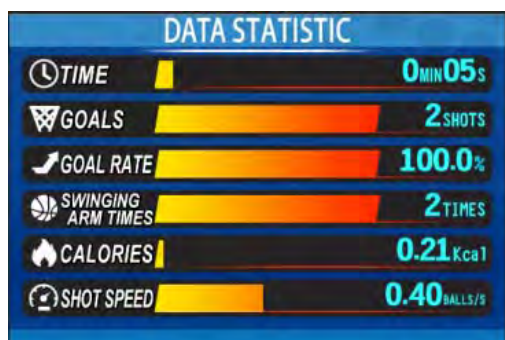 DATA STATISTIC
TIME 0MIN05S
GOALS 2SHOTS
GOAL RATE 100.0%
SWINGING
ARM TIMES 2TIMES
CALORIES 0.21Kcal
SHOT SPEED 0.40BALLS/S